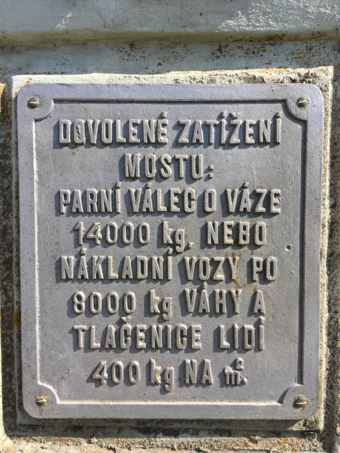 DOVOLENÉ ZATÍŽENÍ
MOSTU:
PARNÍ VÁLEC O VÁZE
14000 kg. NEBO
NÁKLADNÍ VOZY PO
8000 kg VÁHY A
TLAČENICE LIDÍ
400 kg NA m²